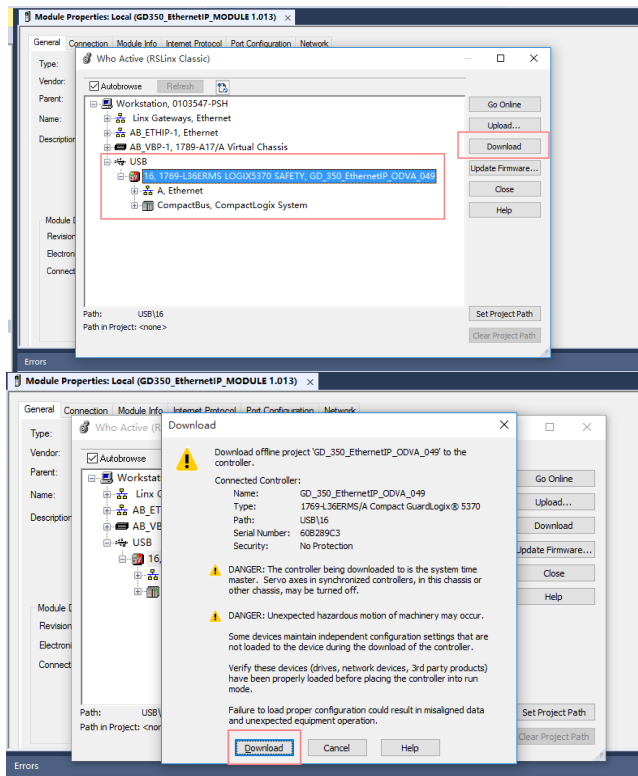 Module Properties: Local (GD350_EthernetIP_MODULE 1.013) ×
General Connection Module Info Internet Protocol Port Configuration Network
Type:
Vendor:
Parent:
Name:
Description
Module D
Revision
Electroni
Connect
Who Active (RSLinx Classic)
Autobrowse Refresh
Workstation, 0103547-PSH
Linx Gateways, Ethernet
AB_ETHIP-1, Ethernet
AB_VBP-1, 1789-A17/A Virtual Chassis
USB
16, 1769-L36ERMS LOGIX5370 SAFETY, GD_350_EthernetIP_ODVA_049
A, Ethernet
CompactBus, CompactLogix System
Go Online
Upload...
Download
Update Firmware...
Close
Help
Path: USB\16
Path in Project: <none>
Set Project Path
Clear Project Path
Errors
Module Properties: Local (GD350_EthernetIP_MODULE 1.013) ×
General Connection Module Info Internet Protocol Port Configuration Network
Type:
Vendor:
Parent:
Name:
Description
Module D
Revision
Electroni
Connect
Who Active (R
Autobrowse
Workstat
Linx G
AB_ET
AB_VB
USB
16,
Path: USB\
Path in Project: <nor
Download
Download offline project 'GD_350_EthernetIP_ODVA_049' to the
controller.
Connected Controller:
Name: GD_350_EthernetIP_ODVA_049
Type: 1769-L36ERMS/A Compact GuardLogix® 5370
Path: USB\16
Serial Number: 60B289C3
Security: No Protection
DANGER: The controller being downloaded to is the system time
master. Servo axes in synchronized controllers, in this chassis or
other chassis, may be turned off.
DANGER: Unexpected hazardous motion of machinery may occur.
Some devices maintain independent configuration settings that are
not loaded to the device during the download of the controller.
Verify these devices (drives, network devices, 3rd party products)
have been properly loaded before placing the controller into run
mode.
Failure to load proper configuration could result in misaligned data
and unexpected equipment operation.
Download Cancel Help
Go Online
Upload...
Download
Update Firmware...
Close
Help
Set Project Path
Clear Project Path
Errors